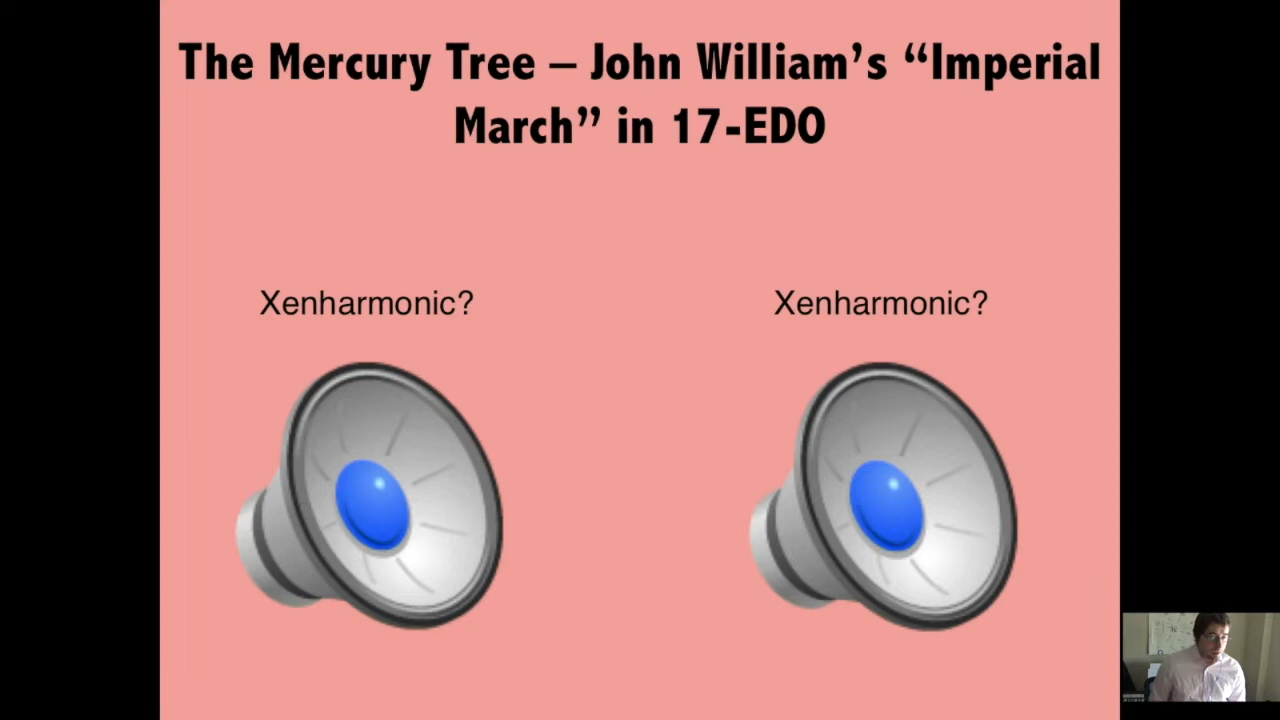 The Mercury Tree – John William’s “Imperial
March” in 17-EDO
Xenharmonic?
Xenharmonic?